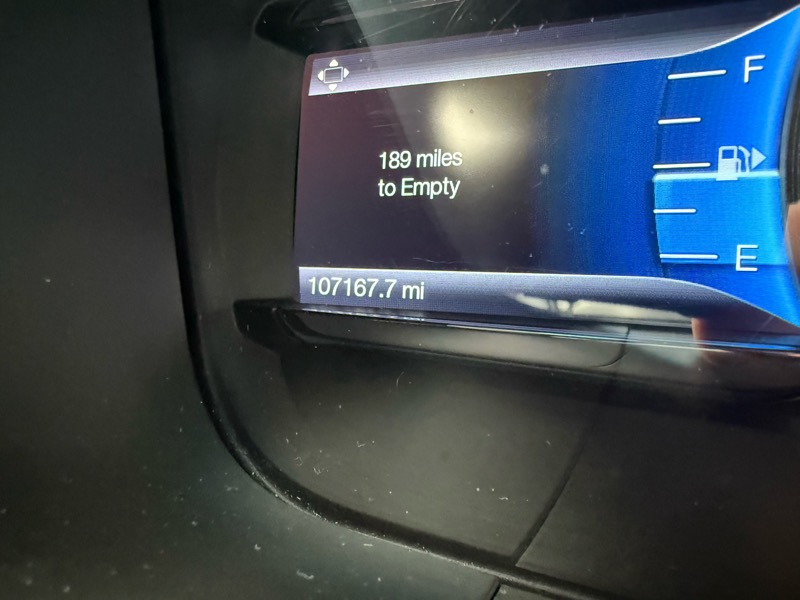 F
189 miles
to Empty
E
107167.7 mi